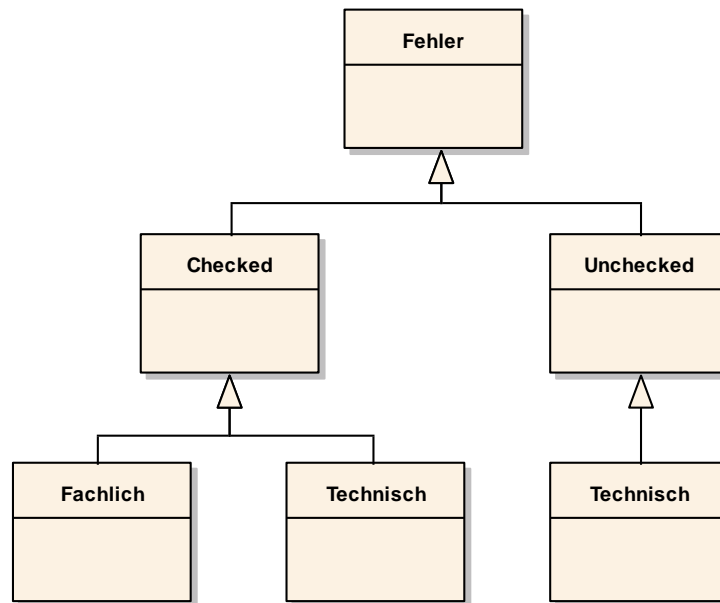 Fehler
Checked
Unchecked
Fachlich
Technisch
Technisch